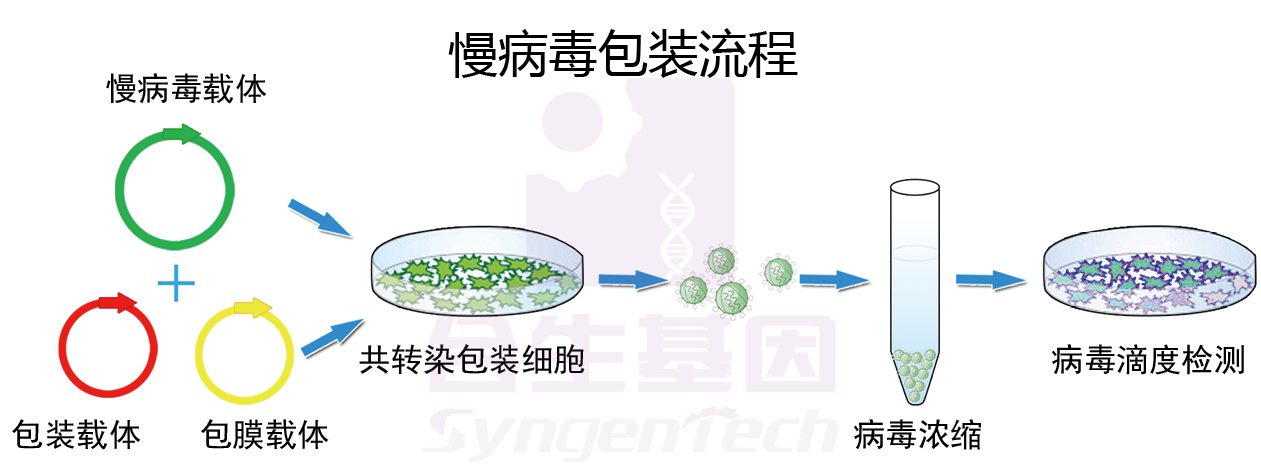 慢病毒包装流程
慢病毒载体
包装载体
包膜载体
共转染包装细胞
病毒浓缩
病毒滴度检测
合生基因
SyngenTech